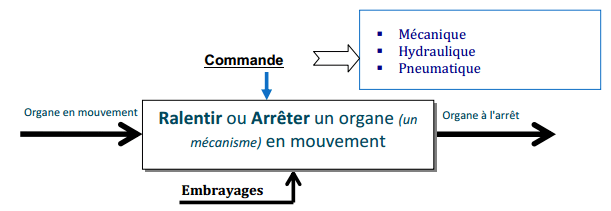 Mécanique
Hydraulique
Pneumatique
Commande
Organe en mouvement
Ralentir ou Arrêter un organe (un
mécanisme) en mouvement
Organe à l'arrêt
Embrayages